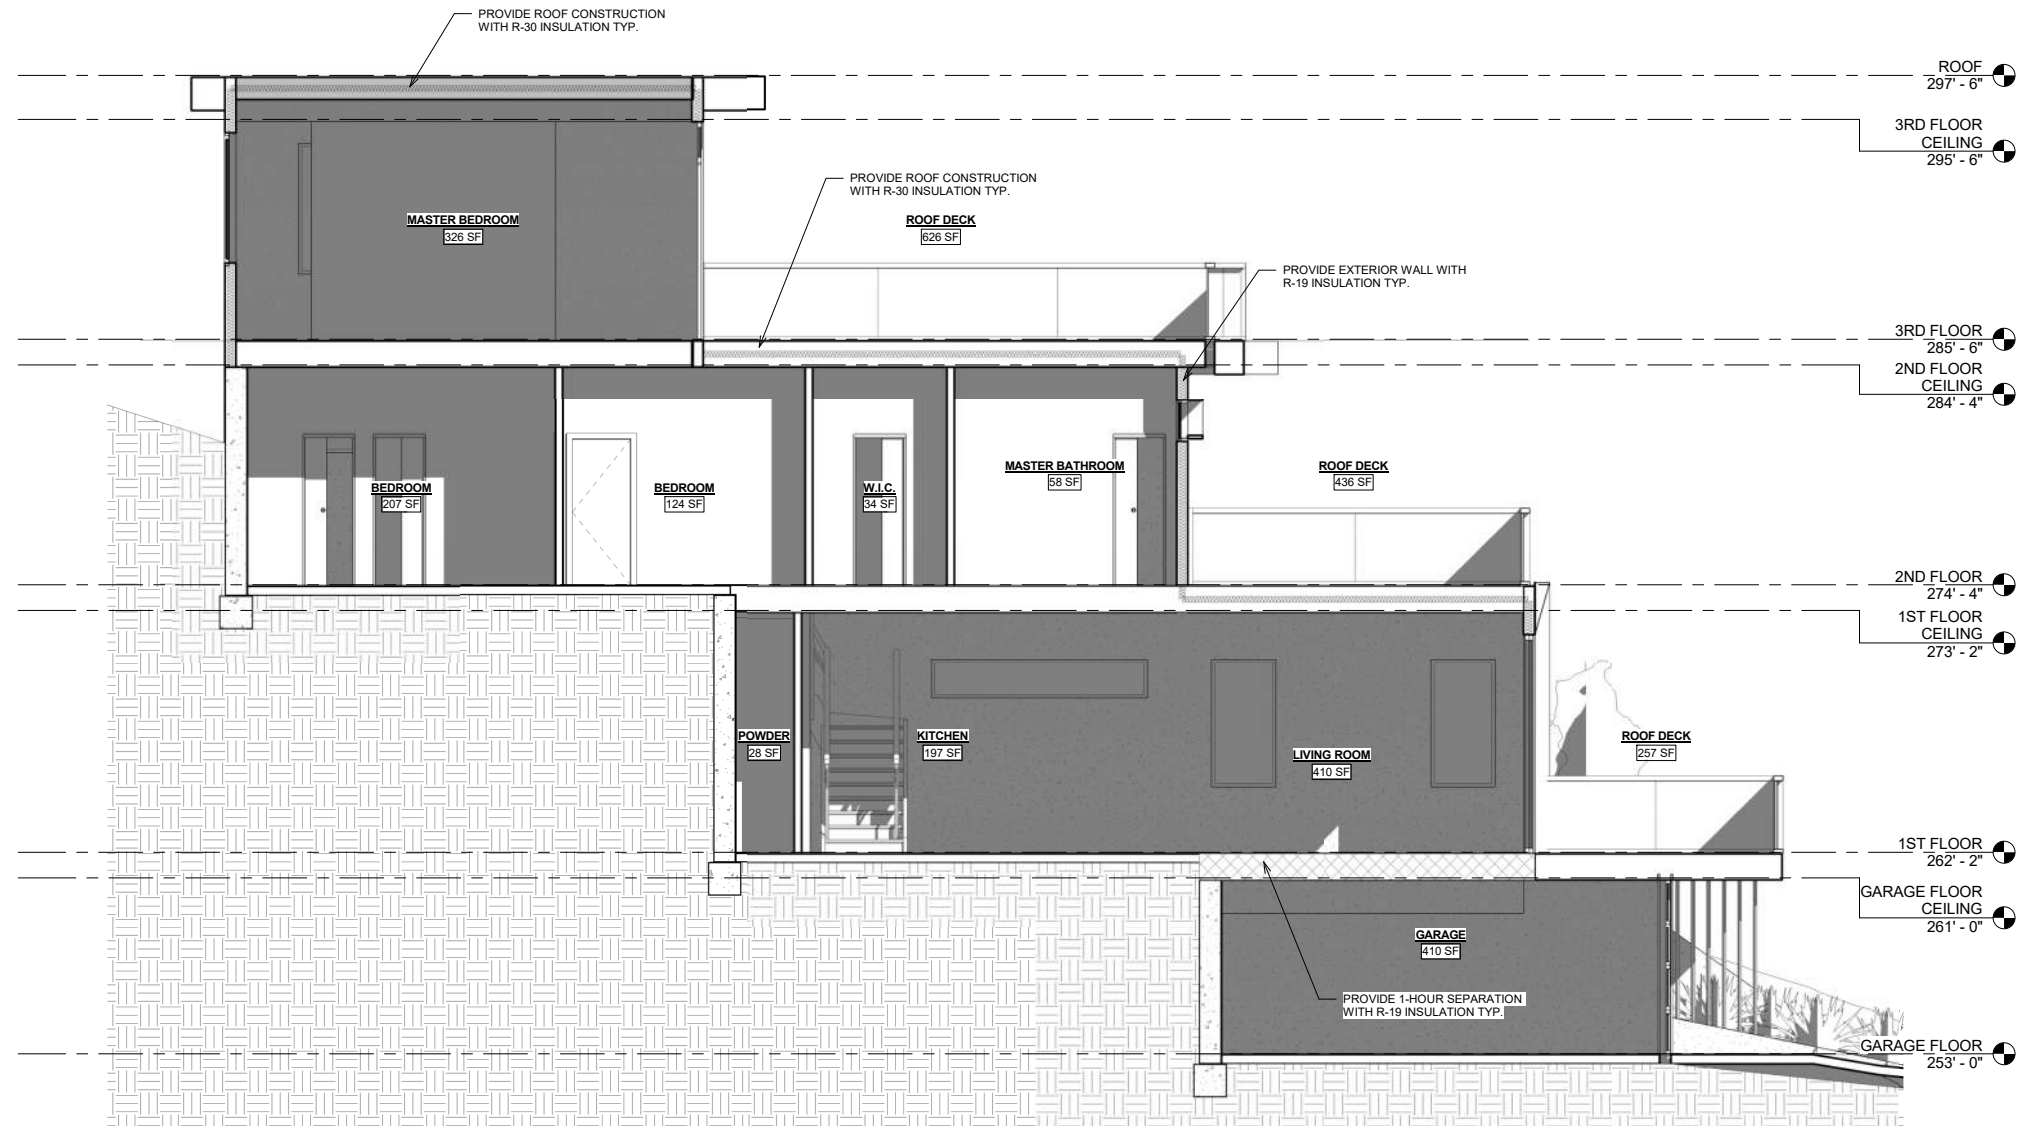 PROVIDE ROOF CONSTRUCTION
WITH R-30 INSULATION TYP.
ROOF
297' - 6"
3RD FLOOR
CEILING
295' - 6"
PROVIDE ROOF CONSTRUCTION
WITH R-30 INSULATION TYP.
MASTER BEDROOM
326 SF
ROOF DECK
626 SF
PROVIDE EXTERIOR WALL WITH
R-19 INSULATION TYP.
3RD FLOOR
285' - 6"
2ND FLOOR
CEILING
284' - 4"
BEDROOM
207 SF
BEDROOM
124 SF
W.I.C.
34 SF
MASTER BATHROOM
58 SF
ROOF DECK
436 SF
2ND FLOOR
274' - 4"
1ST FLOOR
CEILING
273' - 2"
POWDER
28 SF
KITCHEN
197 SF
LIVING ROOM
410 SF
ROOF DECK
257 SF
1ST FLOOR
262' - 2"
GARAGE FLOOR
CEILING
261' - 0"
GARAGE
410 SF
PROVIDE 1-HOUR SEPARATION
WITH R-19 INSULATION TYP.
GARAGE FLOOR
253' - 0"